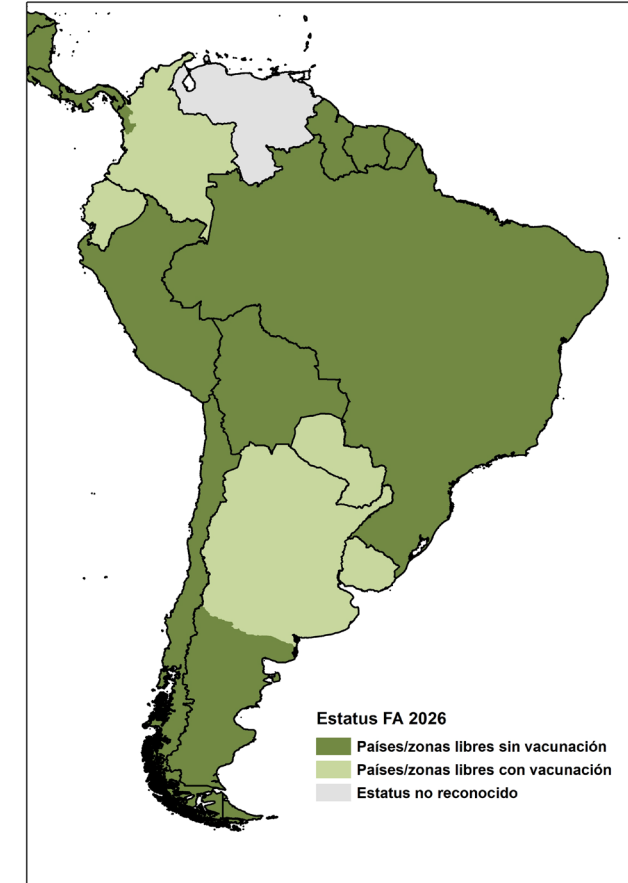 Estatus FA 2026
Países/zonas libres sin vacunación
Países/zonas libres con vacunación
Estatus no reconocido